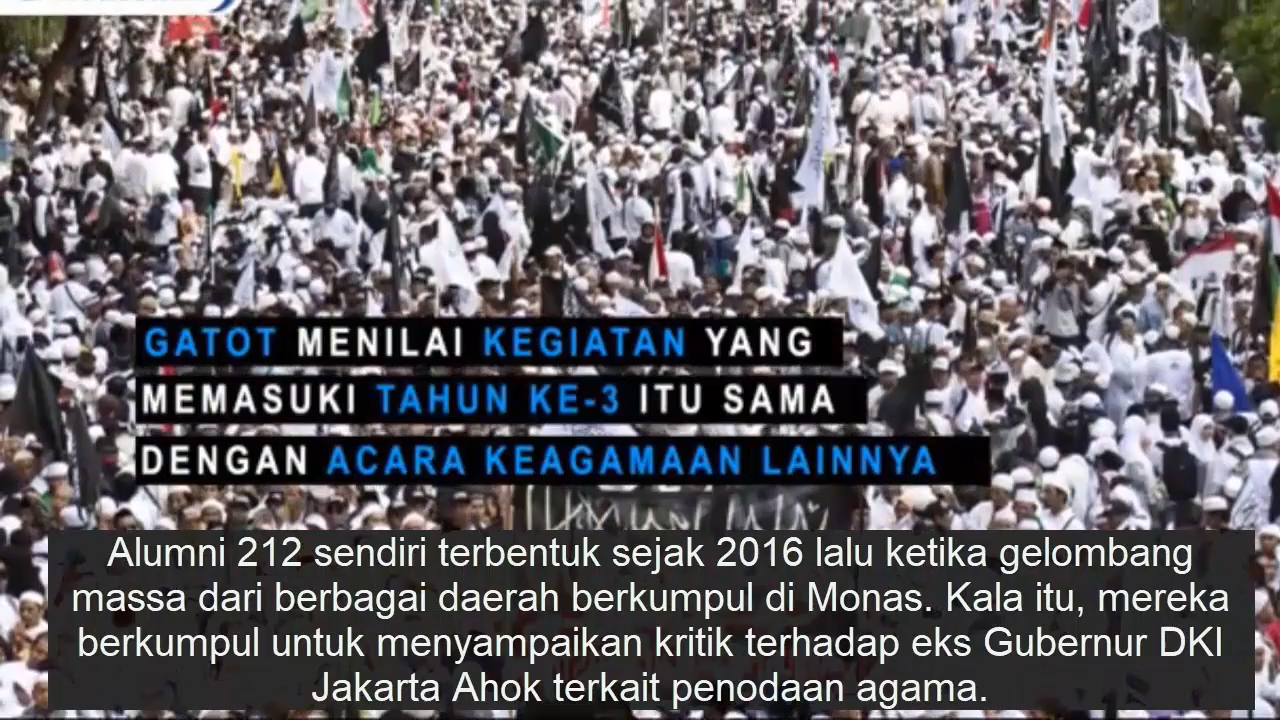 GATOT MENILAI KEGIATAN YANG
MEMASUKI TAHUN KE-3 ITU SAMA
DENGAN ACARA KEAGAMAAN LAINNYA
Alumni 212 sendiri terbentuk sejak 2016 lalu ketika gelombang
massa dari berbagai daerah berkumpul di Monas. Kala itu, mereka
berkumpul untuk menyampaikan kritik terhadap eks Gubernur DKI
Jakarta Ahok terkait penodaan agama.